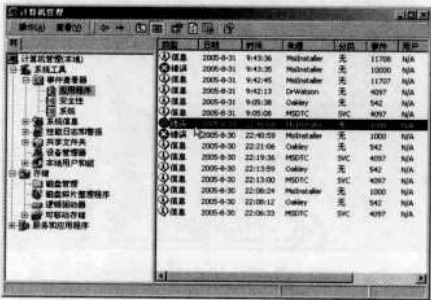 计算机管理
操作(A) 查看(V)
树
计算机管理(本地)
系统工具
事件查看器
应用程序
安全性
系统
系统信息
性能日志和警报
共享文件夹
设备管理器
本地用户和组
存储
磁盘管理
磁盘碎片整理程序
逻辑驱动器
可移动存储
服务和应用程序
类型 日期 时间 来源 分类 事件 用户
信息 2005-8-31 9:43:36 MsiInstaller 无 11708 N/A
错误 2005-8-31 9:43:35 MsiInstaller 无 10005 N/A
信息 2005-8-31 9:42:45 MsiInstaller 无 11707 N/A
信息 2005-8-31 9:42:13 DrWatson 无 4097 N/A
信息 2005-8-31 9:05:38 Oakley 无 542 N/A
信息 2005-8-31 9:05:08 MSDTC SVC 4097 N/A
错误
错误 2005-8-30 22:40:59 MsiInstaller 无 1000 N/A
信息 2005-8-30 22:21:06 Oakley 无 542 N/A
信息 2005-8-30 22:19:36 MSDTC SVC 4097 N/A
信息 2005-8-30 22:13:59 Oakley 无 542 N/A
信息 2005-8-30 22:13:00 MSDTC SVC 4097 N/A
信息 2005-8-30 22:08:24 MsiInstaller 无 1000 N/A
信息 2005-8-30 22:08:12 Oakley 无 542 N/A
信息 2005-8-30 22:06:33 MSDTC SVC 4097 N/A